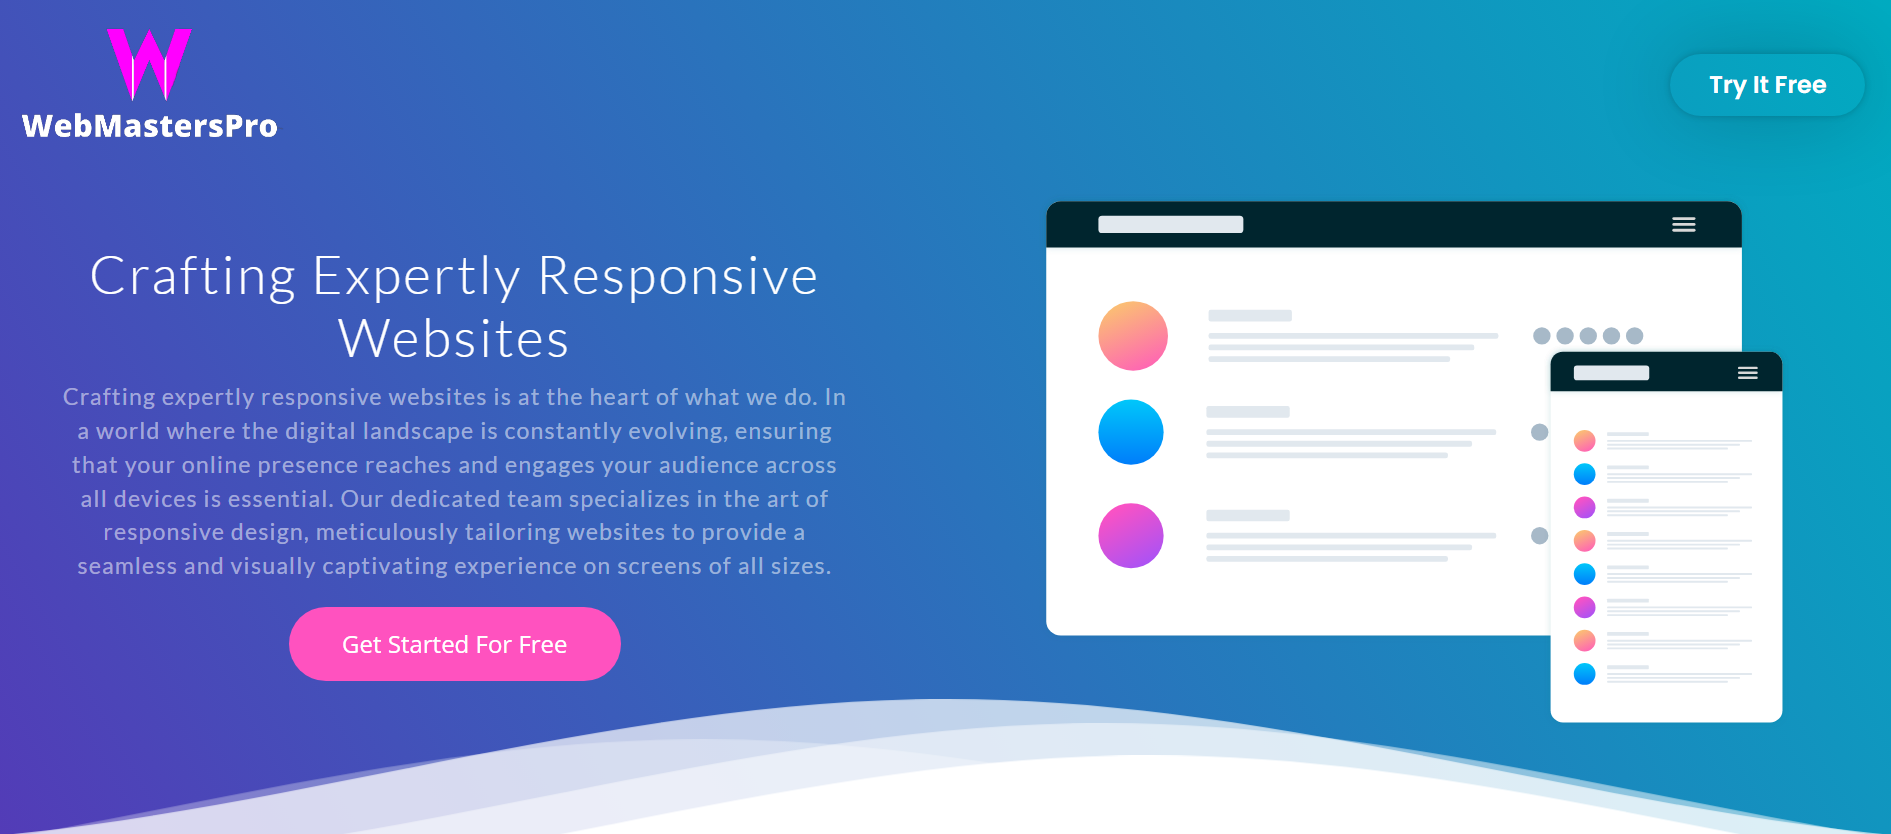 WebMastersPro
Try It Free
Crafting Expertly Responsive
Websites
Crafting expertly responsive websites is at the heart of what we do. In
a world where the digital landscape is constantly evolving, ensuring
that your online presence reaches and engages your audience across
all devices is essential. Our dedicated team specializes in the art of
responsive design, meticulously tailoring websites to provide a
seamless and visually captivating experience on screens of all sizes.
Get Started For Free